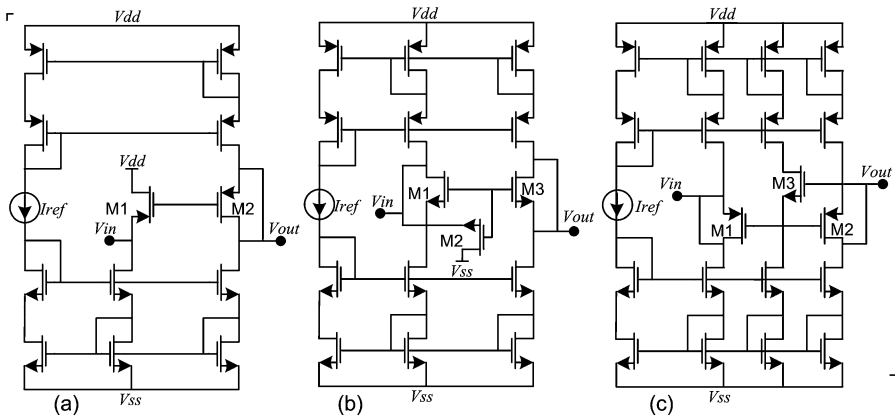 Vdd
Vdd
Iref
M1
M2
Vin
Vout
Vss
(a)
Vdd
M1
M3
Iref
Vin
M2
Vout
Vss
Vss
(b)
Vdd
Vin
M3
Vout
Iref
M1
M2
Vss
(c)